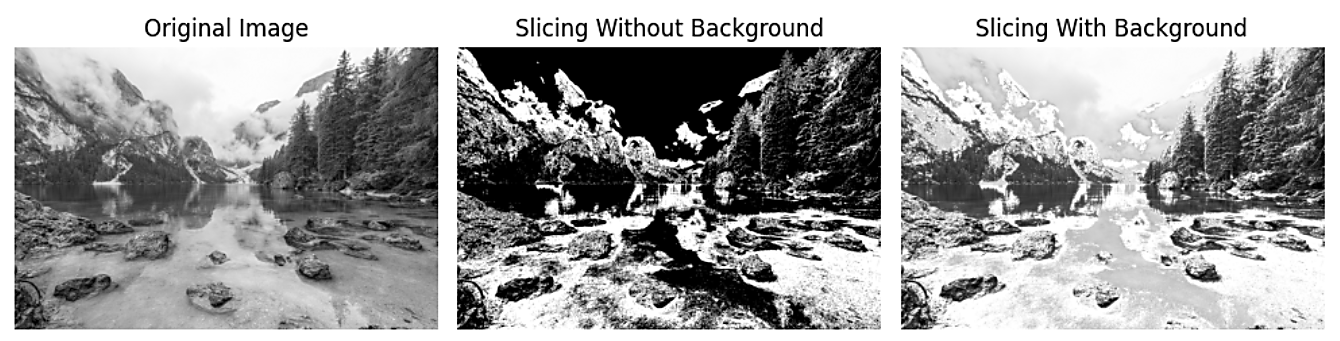 Original Image
Slicing Without Background
Slicing With Background